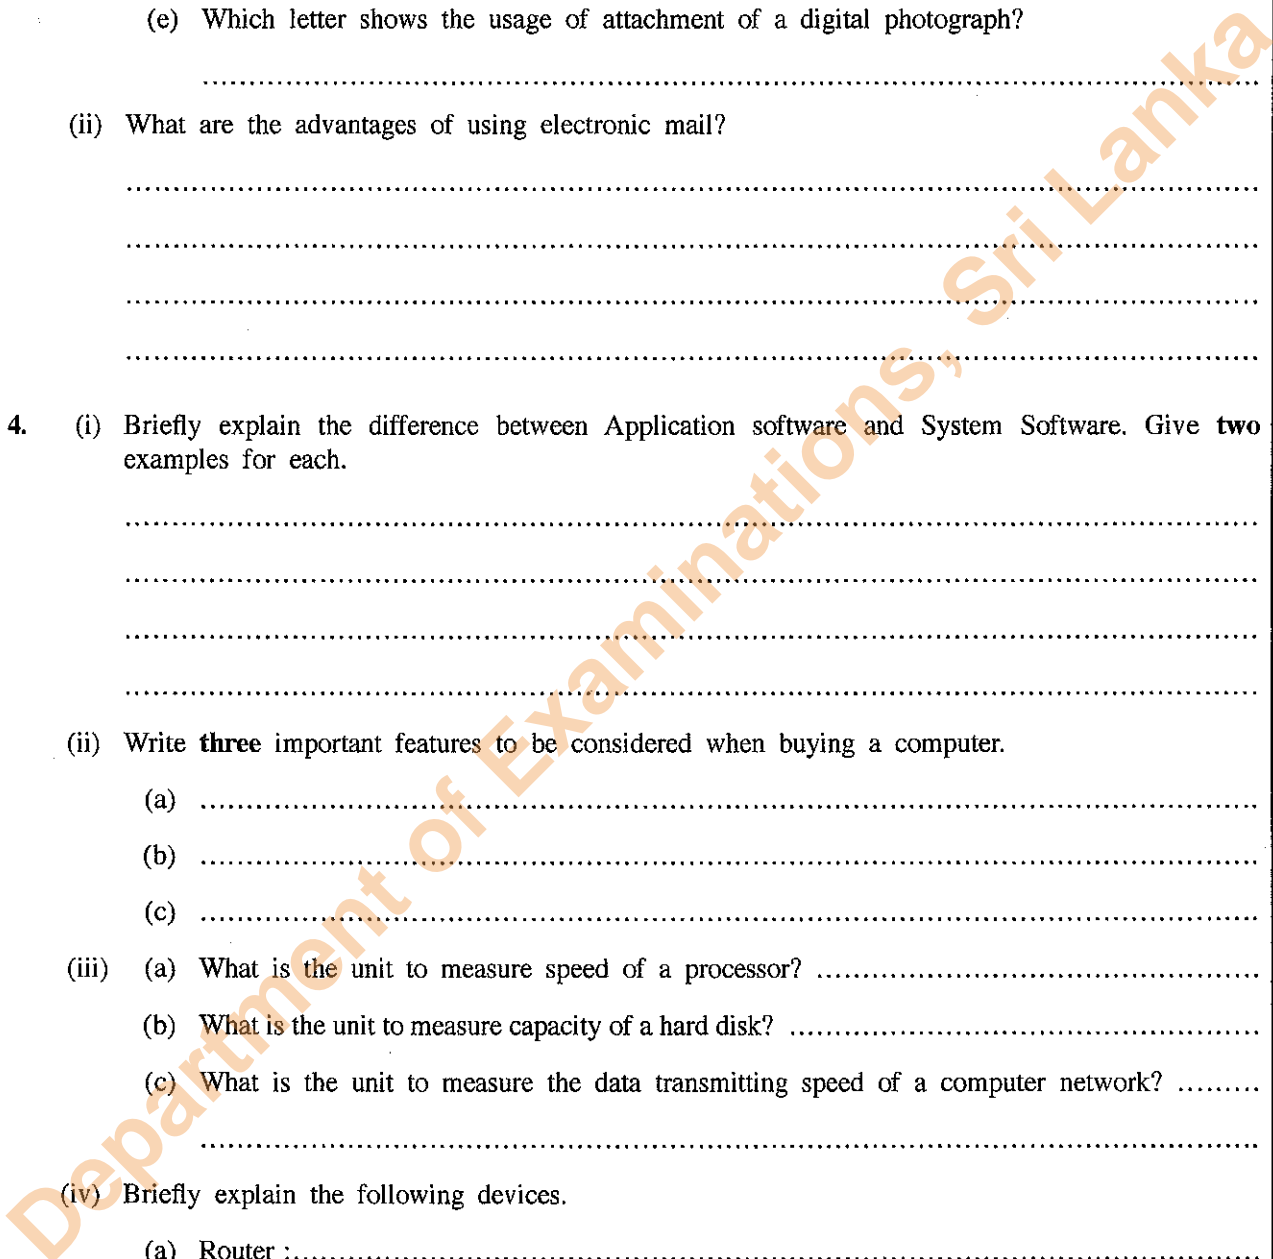 (e) Which letter shows the usage of attachment of a digital photograph?
..........................................................................................
(ii) What are the advantages of using electronic mail?
..........................................................................................
..........................................................................................
..........................................................................................
..........................................................................................
4. (i) Briefly explain the difference between Application software and System Software. Give two
examples for each.
..........................................................................................
..........................................................................................
..........................................................................................
..........................................................................................
(ii) Write three important features to be considered when buying a computer.
(a) ..........................................................................................
(b) ..........................................................................................
(c) ..........................................................................................
(iii) (a) What is the unit to measure speed of a processor? ................................................
(b) What is the unit to measure capacity of a hard disk? ................................................
(c) What is the unit to measure the data transmitting speed of a computer network? .........
..........................................................................................
(iv) Briefly explain the following devices.
(a) Router :..........................................................................................
Department of Examinations, Sri Lanka